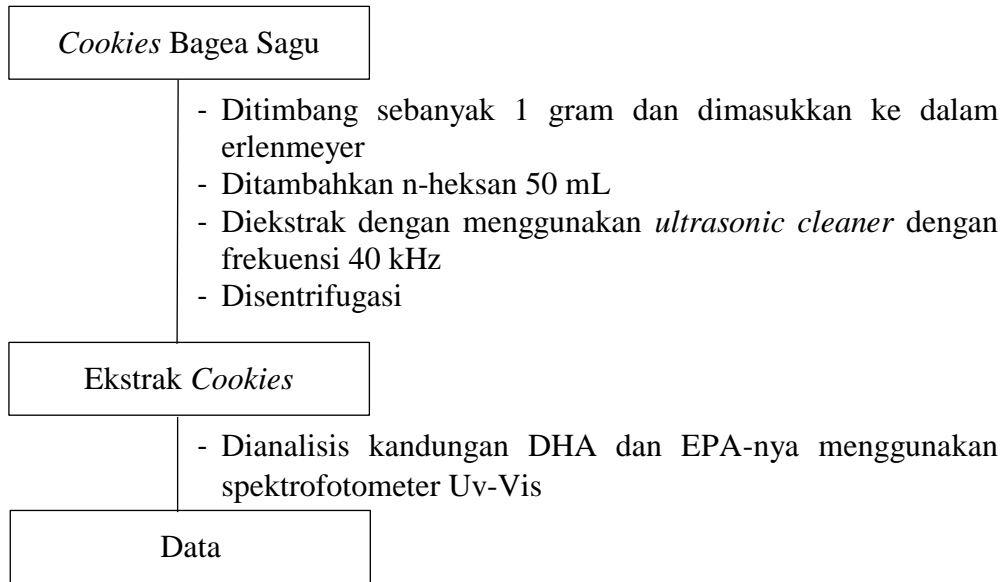 Cookies Bagea Sagu
- Ditimbang sebanyak 1 gram dan dimasukkan ke dalam
erlenmeyer
- Ditambahkan n-heksan 50 mL
- Diekstrak dengan menggunakan ultrasonic cleaner dengan
frekuensi 40 kHz
- Disentrifugasi
Ekstrak Cookies
- Dianalisis kandungan DHA dan EPA-nya menggunakan
spektrofotometer Uv-Vis
Data